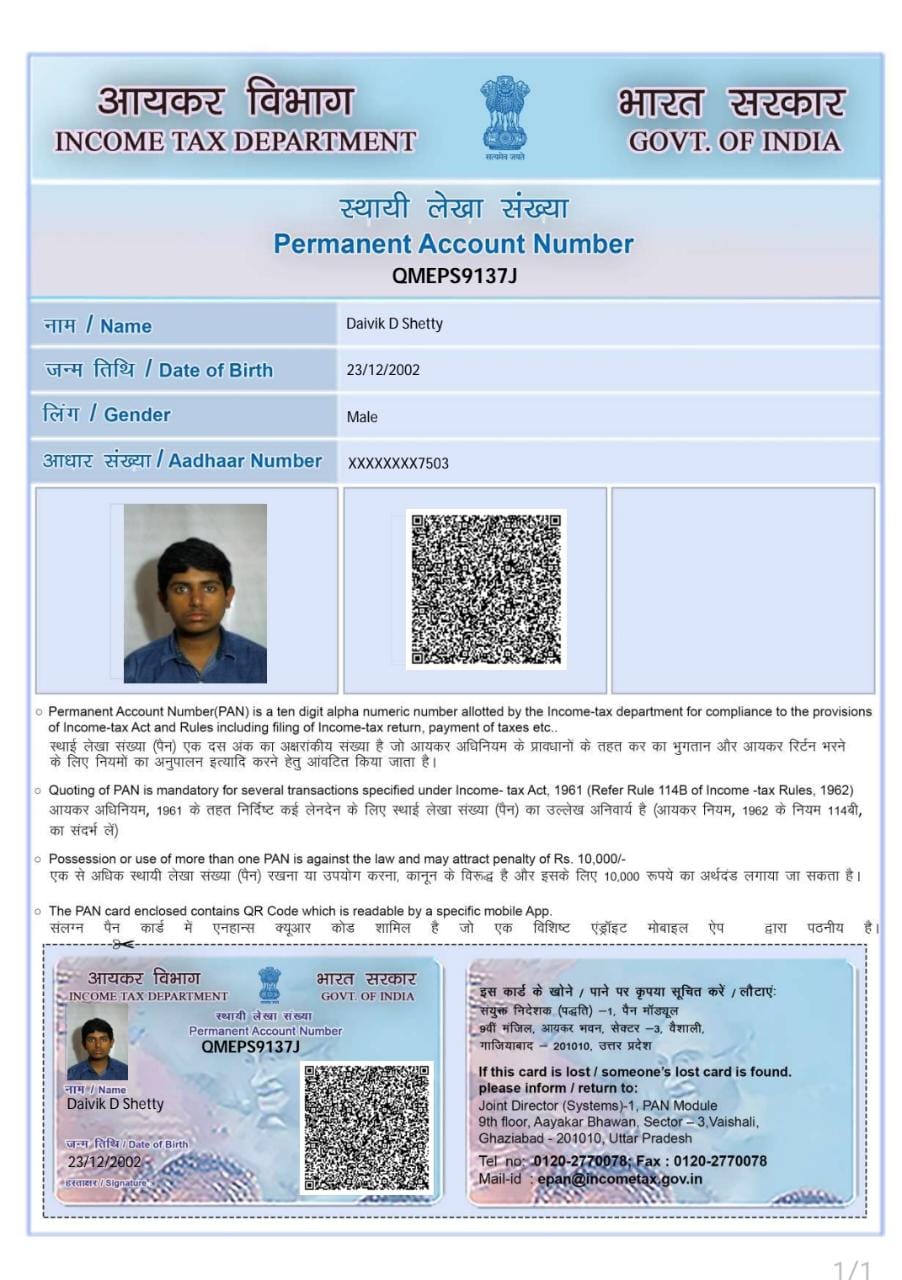 आयकर विभाग
INCOME TAX DEPARTMENT
सत्यमेव जयते
भारत सरकार
GOVT. OF INDIA
स्थायी लेखा संख्या
Permanent Account Number
QMEPS9137J
नाम / Name
Daivik D Shetty
जन्म तिथि / Date of Birth
23/12/2002
लिंग / Gender
Male
आधार संख्या / Aadhaar Number
XXXXXXXX7503
○ Permanent Account Number(PAN) is a ten digit alpha numeric number allotted by the Income-tax department for compliance to the provisions
of Income-tax Act and Rules including filing of Income-tax return, payment of taxes etc..
स्थाई लेखा संख्या (पैन) एक दस अंक का अक्षरांकीय संख्या है जो आयकर अधिनियम के प्रावधानों के तहत कर का भुगतान और आयकर रिर्टन भरने
के लिए नियमों का अनुपालन इत्यादि करने हेतु आंवटित किया जाता है।
○ Quoting of PAN is mandatory for several transactions specified under Income- tax Act, 1961 (Refer Rule 114B of Income -tax Rules, 1962)
आयकर अधिनियम, 1961 के तहत निर्दिष्ट कई लेनदेन के लिए स्थाई लेखा संख्या (पैन) का उल्लेख अनिवार्य है (आयकर नियम, 1962 के नियम 114बी,
का संदर्भ लें)
○ Possession or use of more than one PAN is against the law and may attract penalty of Rs. 10,000/-
एक से अधिक स्थायी लेखा संख्या (पैन) रखना या उपयोग करना, कानून के विरूद्ध है और इसके लिए 10,000 रूपये का अर्थदंड लगाया जा सकता है।
○ The PAN card enclosed contains QR Code which is readable by a specific mobile App.
संलग्न पैन कार्ड में एनहान्स क्यूआर कोड शामिल है जो एक विशिष्ट एंड्रॉइट मोबाइल ऐप द्वारा पठनीय है।
आयकर विभाग
INCOME TAX DEPARTMENT
भारत सरकार
GOVT. OF INDIA
स्थायी लेखा संख्या
Permanent Account Number
QMEPS9137J
नाम / Name
Daivik D Shetty
जन्म तिथि / Date of Birth
23/12/2002
हस्ताक्षर / Signature
इस कार्ड के खोने / पाने पर कृपया सूचित करें / लौटाएं:
संयुक्त निदेशक (पद्धति) –1, पैन मॉड्यूल
9वीं मंजिल, आयकर भवन, सेक्टर –3, वैशाली,
गाजियाबाद – 201010, उत्तर प्रदेश
If this card is lost / someone's lost card is found.
please inform / return to:
Joint Director (Systems)-1, PAN Module
9th floor, Aayakar Bhawan, Sector – 3,Vaishali,
Ghaziabad - 201010, Uttar Pradesh
Tel no: 0120-2770078; Fax : 0120-2770078
Mail-id : epan@incometax.gov.in
1/1